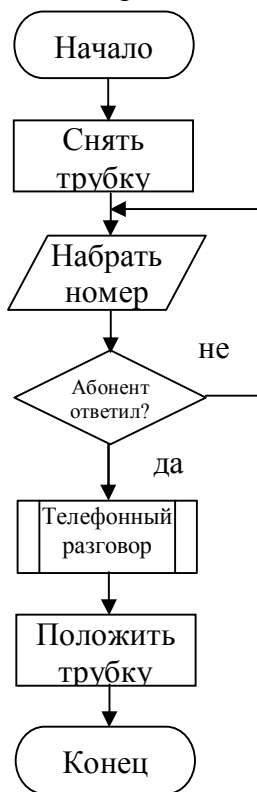 Начало
Снять
трубку
Набрать
номер
не
Абонент
ответил?
да
Телефонный
разговор
Положить
трубку
Конец